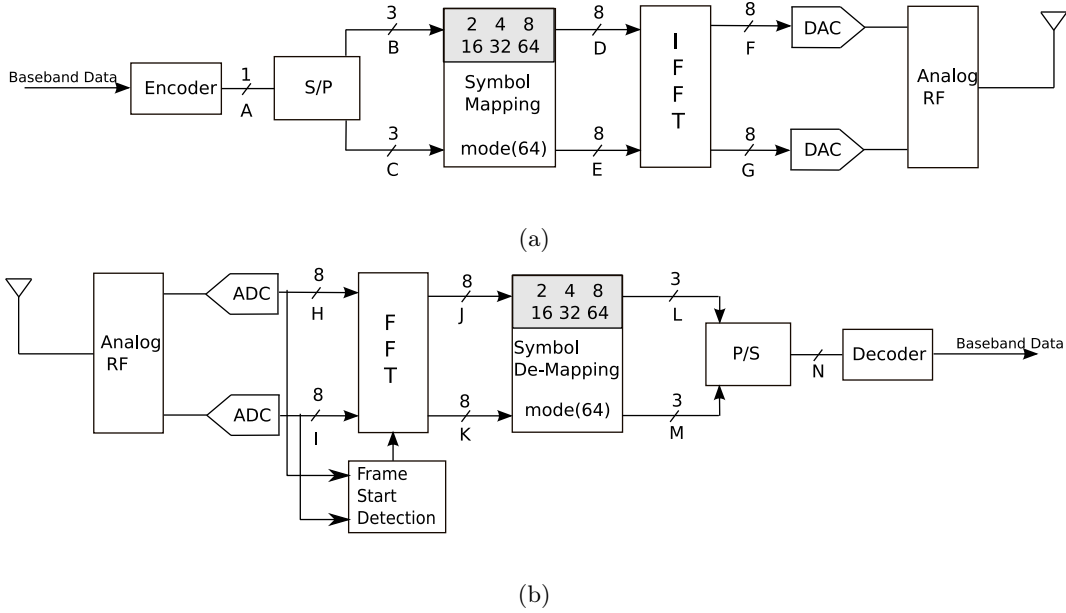 Baseband Data
Encoder
1
A
S/P
3
B
3
C
2 4 8
16 32 64
Symbol
Mapping
mode(64)
8
D
8
E
I
F
F
T
8
F
8
G
DAC
DAC
Analog
RF
(a)
Analog
RF
ADC
ADC
8
H
8
I
F
F
T
Frame
Start
Detection
8
J
8
K
2 4 8
16 32 64
Symbol
De-Mapping
mode(64)
3
L
3
M
P/S
N
Decoder
Baseband Data
(b)